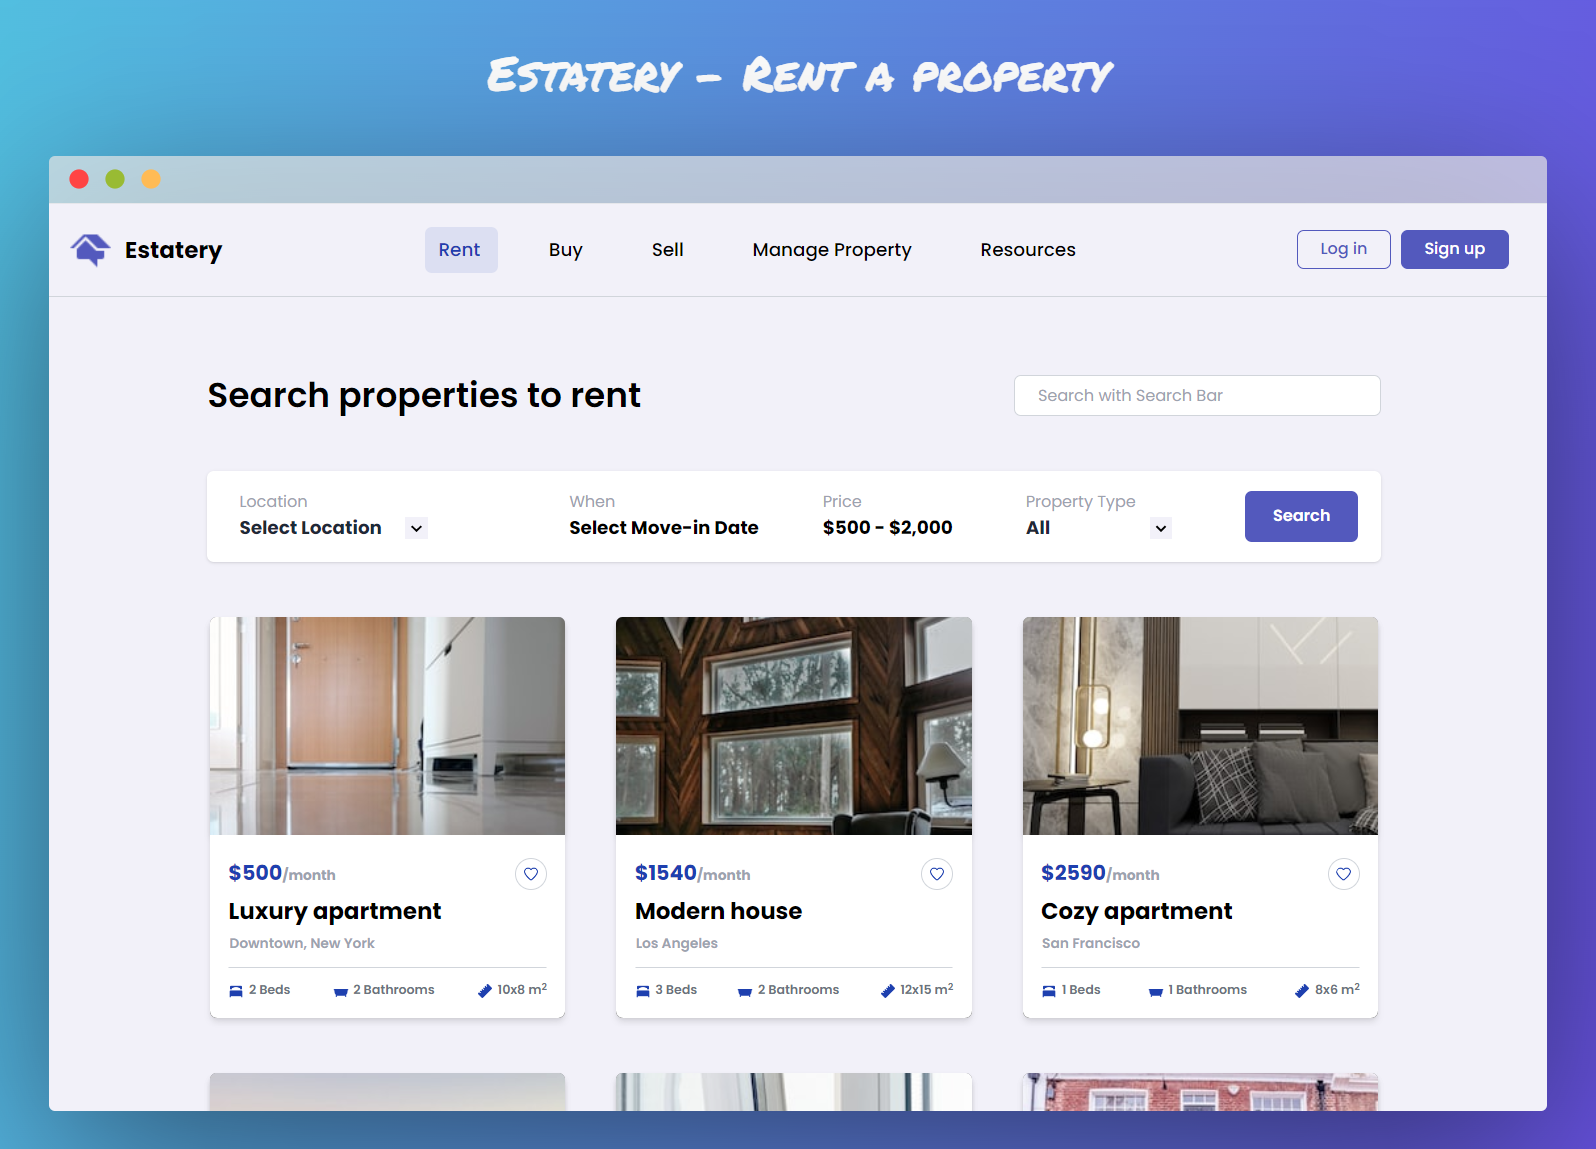 Estatery - Rent a property
Estatery
Rent Buy Sell Manage Property Resources
Log in Sign up
Search properties to rent
Search with Search Bar
Location When Price Property Type
Select Location Select Move-in Date $500 - $2,000 All
Search
$500/month
Luxury apartment
Downtown, New York
2 Beds 2 Bathrooms 10x8 m²
$1540/month
Modern house
Los Angeles
3 Beds 2 Bathrooms 12x15 m²
$2590/month
Cozy apartment
San Francisco
1 Beds 1 Bathrooms 8x6 m²